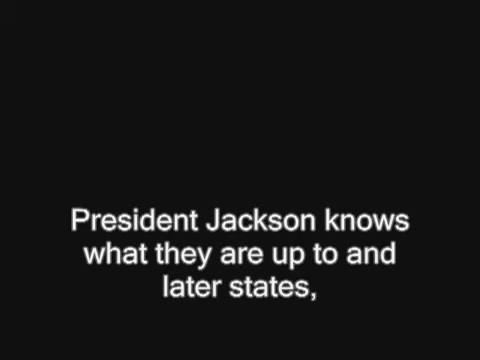 President Jackson knows
what they are up to and
later states,